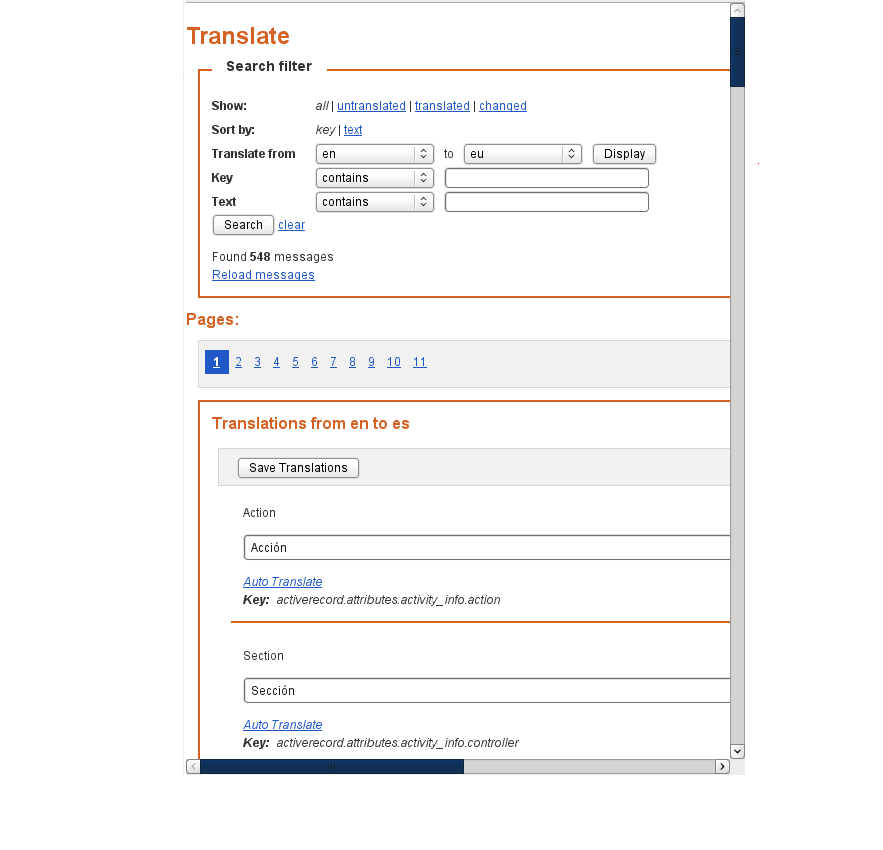 Translate
Search filter
Show: all | untranslated | translated | changed
Sort by: key | text
Translate from en to eu Display
Key contains
Text contains
Search clear
Found 548 messages
Reload messages
Pages:
1 2 3 4 5 6 7 8 9 10 11
Translations from en to es
Save Translations
Action
Acción
Auto Translate
Key: activerecord.attributes.activity_info.action
Section
Sección
Auto Translate
Key: activerecord.attributes.activity_info.controller